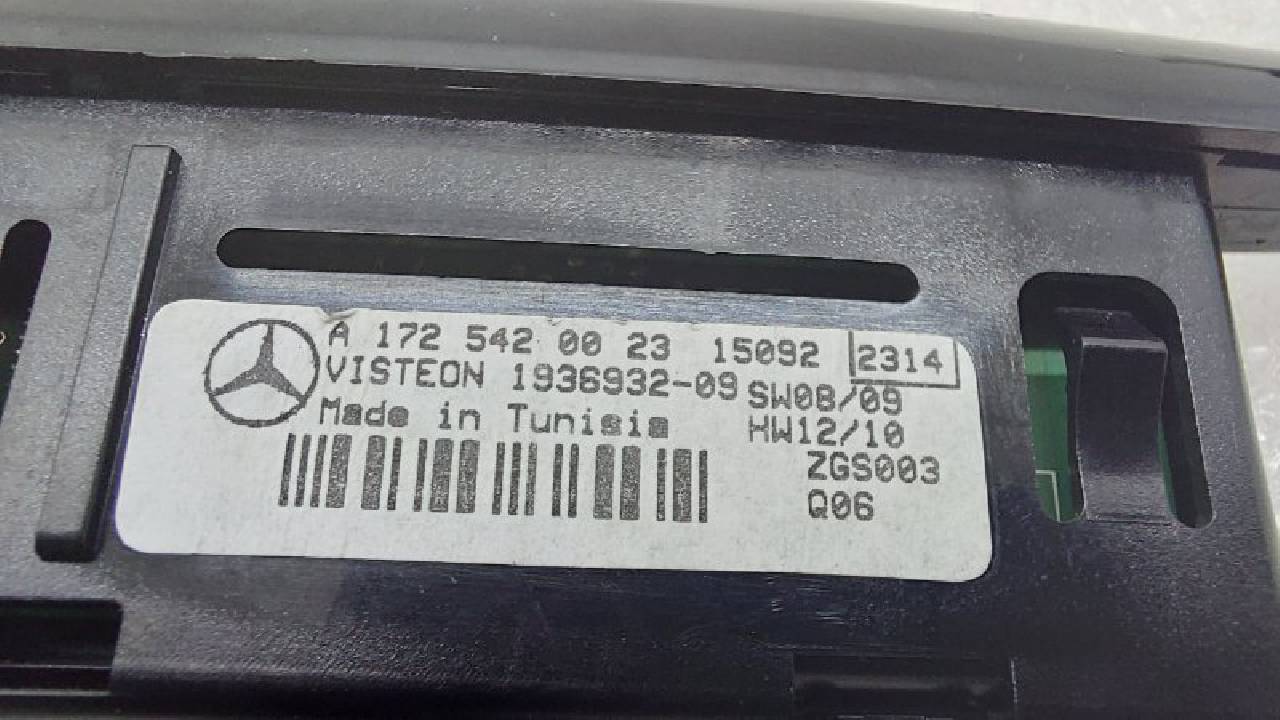 A 172 542 00 23 15092 2314
VISTEON 1936932-09 SW08/09
Made in Tunisia HW12/10
ZGS003
Q06